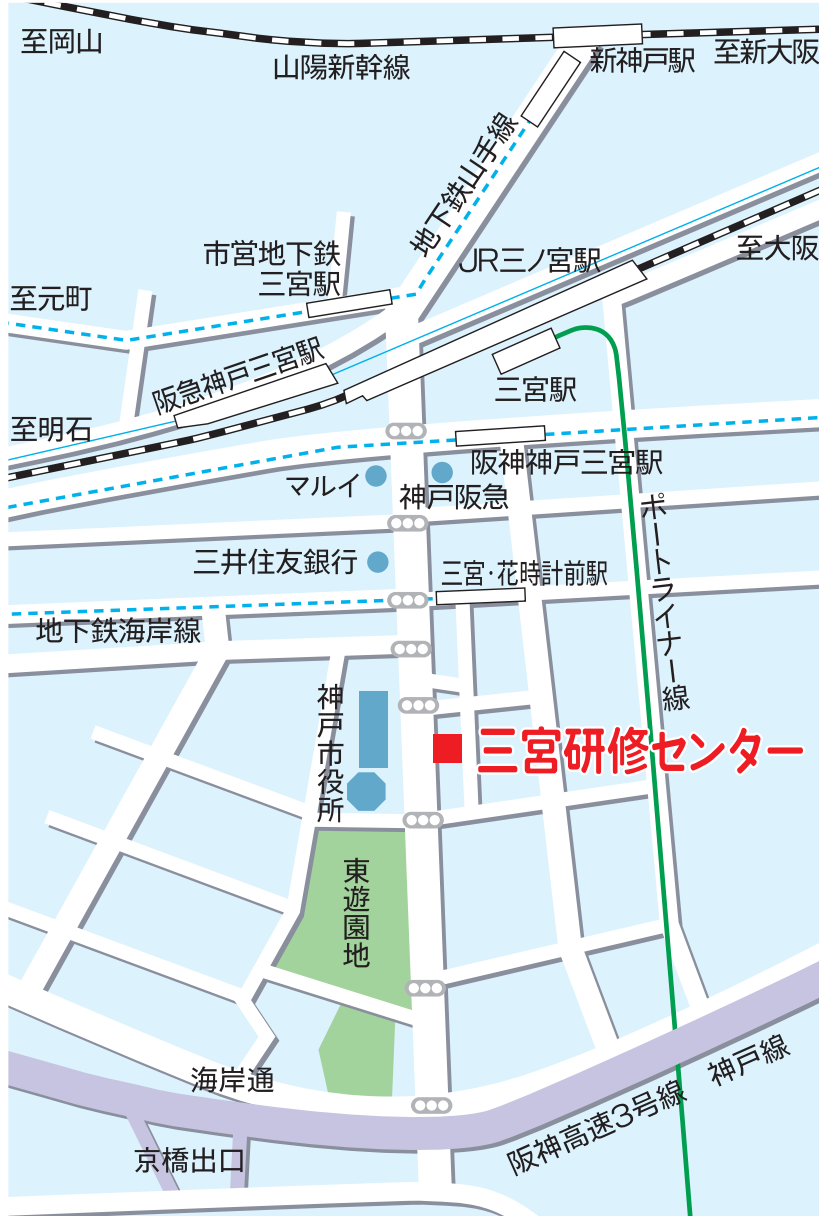 至岡山
山陽新幹線
新神戸駅
至新大阪
地下鉄山手線
市営地下鉄
三宮駅
JR三ノ宮駅
至大阪
至元町
阪急神戸三宮駅
三宮駅
至明石
阪神神戸三宮駅
マルイ
神戸阪急
ポートライナー線
三井住友銀行
三宮・花時計前駅
地下鉄海岸線
神戸市役所
三宮研修センター
東遊園地
海岸通
神戸線
阪神高速3号線
京橋出口